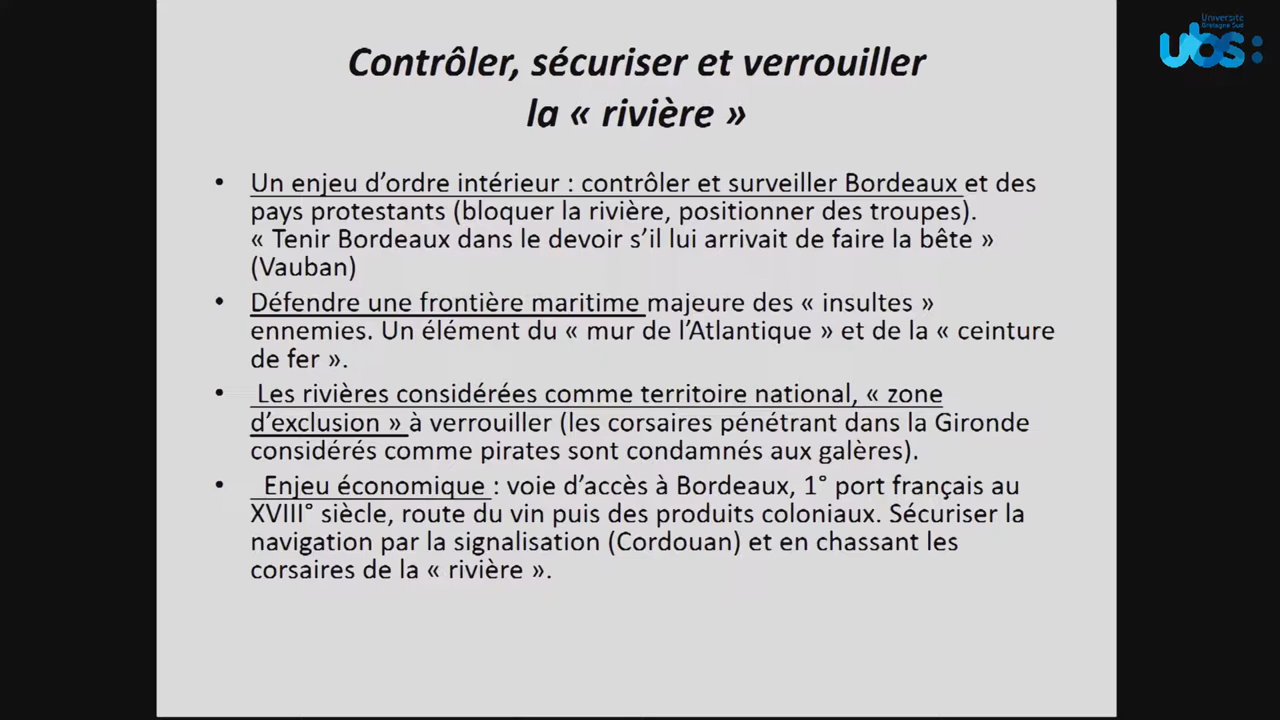 Université
Bretagne Sud
ubs:
Contrôler, sécuriser et verrouiller
la « rivière »
• Un enjeu d’ordre intérieur : contrôler et surveiller Bordeaux et des
pays protestants (bloquer la rivière, positionner des troupes).
« Tenir Bordeaux dans le devoir s’il lui arrivait de faire la bête »
(Vauban)
• Défendre une frontière maritime majeure des « insultes »
ennemies. Un élément du « mur de l’Atlantique » et de la « ceinture
de fer ».
• Les rivières considérées comme territoire national, « zone
d’exclusion » à verrouiller (les corsaires pénétrant dans la Gironde
considérés comme pirates sont condamnés aux galères).
• Enjeu économique : voie d’accès à Bordeaux, 1° port français au
XVIII° siècle, route du vin puis des produits coloniaux. Sécuriser la
navigation par la signalisation (Cordouan) et en chassant les
corsaires de la « rivière ».